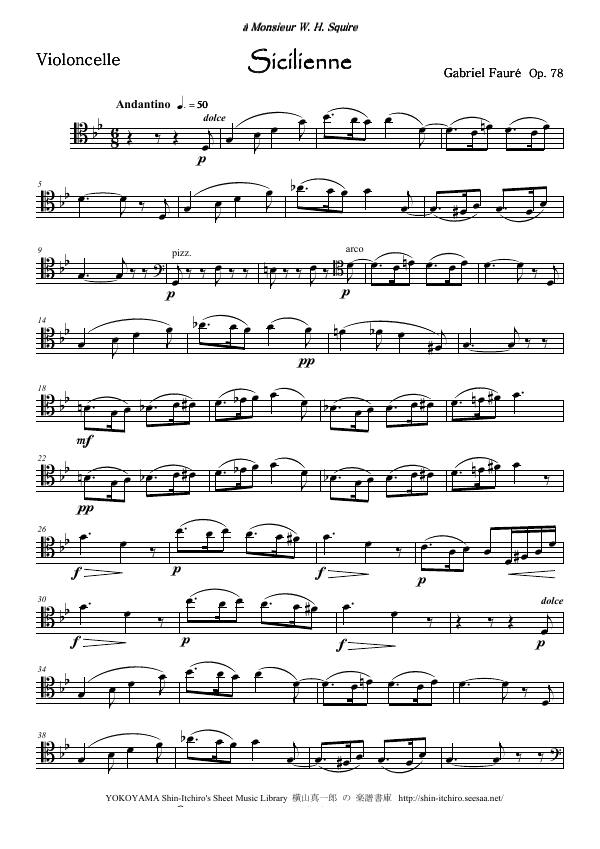 à Monsieur W. H. Squire
Violoncelle
Sicilienne
Gabriel Fauré Op. 78
Andantino ♩. = 50
dolce
p
5
9
pizz.
arco
p
p
14
pp
18
mf
22
pp
26
f
p
f
p
30
dolce
f
p
f
p
34
38
YOKOYAMA Shin-Itchiro's Sheet Music Library 横山真一郎 の 楽譜書庫 http://shin-itchiro.seesaa.net/